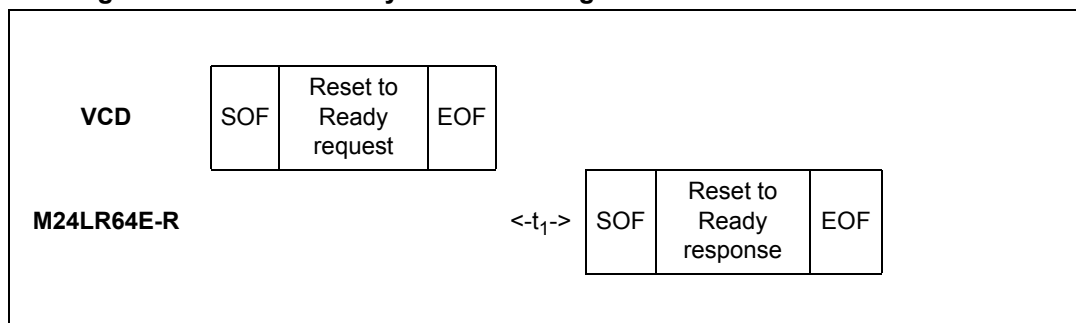 VCD
SOF
Reset to
Ready
request
EOF
M24LR64E-R
<-t1->
SOF
Reset to
Ready
response
EOF